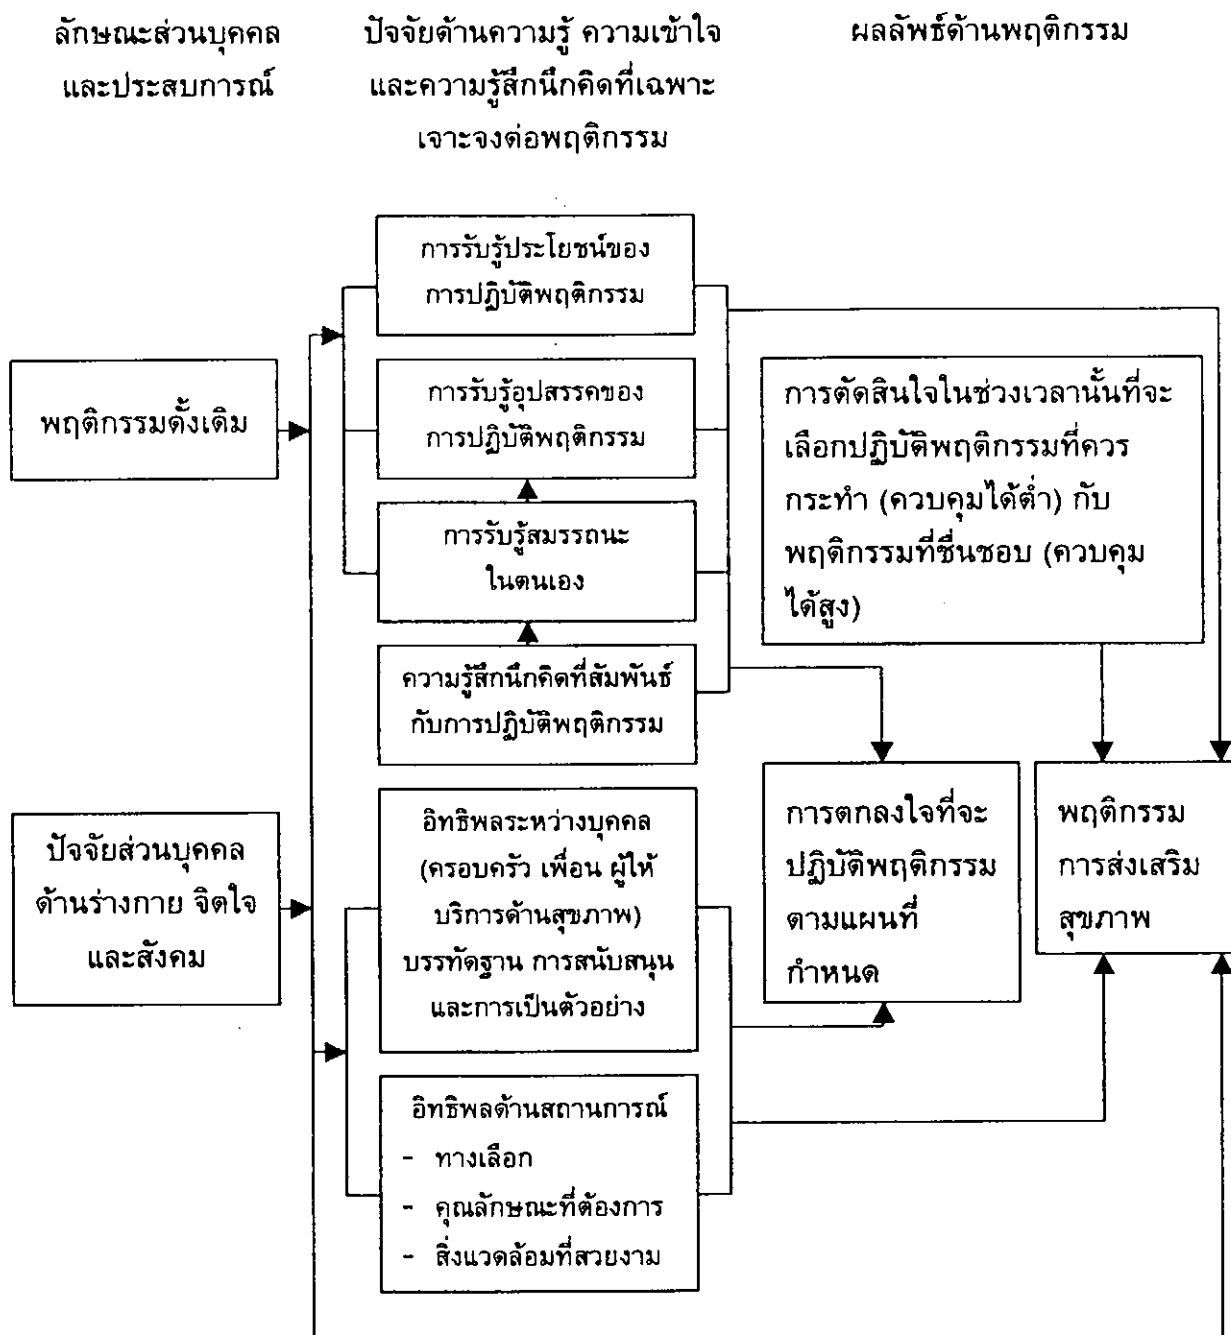 ลักษณะส่วนบุคคล
และประสบการณ์
ปัจจัยด้านความรู้ ความเข้าใจ
และความรู้สึกนึกคิดที่เฉพาะ
เจาะจงต่อพฤติกรรม
ผลลัพธ์ด้านพฤติกรรม
พฤติกรรมดั้งเดิม
ปัจจัยส่วนบุคคล
ด้านร่างกาย จิตใจ
และสังคม
การรับรู้ประโยชน์ของ
การปฏิบัติพฤติกรรม
การรับรู้อุปสรรคของ
การปฏิบัติพฤติกรรม
การรับรู้สมรรถนะ
ในตนเอง
ความรู้สึกนึกคิดที่สัมพันธ์
กับการปฏิบัติพฤติกรรม
อิทธิพลระหว่างบุคคล
(ครอบครัว เพื่อน ผู้ให้
บริการด้านสุขภาพ)
บรรทัดฐาน การสนับสนุน
และการเป็นตัวอย่าง
อิทธิพลด้านสถานการณ์
- ทางเลือก
- คุณลักษณะที่ต้องการ
- สิ่งแวดล้อมที่สวยงาม
การตัดสินใจในช่วงเวลานั้นที่จะ
เลือกปฏิบัติพฤติกรรมที่ควร
กระทำ (ควบคุมได้ต่ำ) กับ
พฤติกรรมที่ชื่นชอบ (ควบคุม
ได้สูง)
การตกลงใจที่จะ
ปฏิบัติพฤติกรรม
ตามแผนที่
กำหนด
พฤติกรรม
การส่งเสริม
สุขภาพ